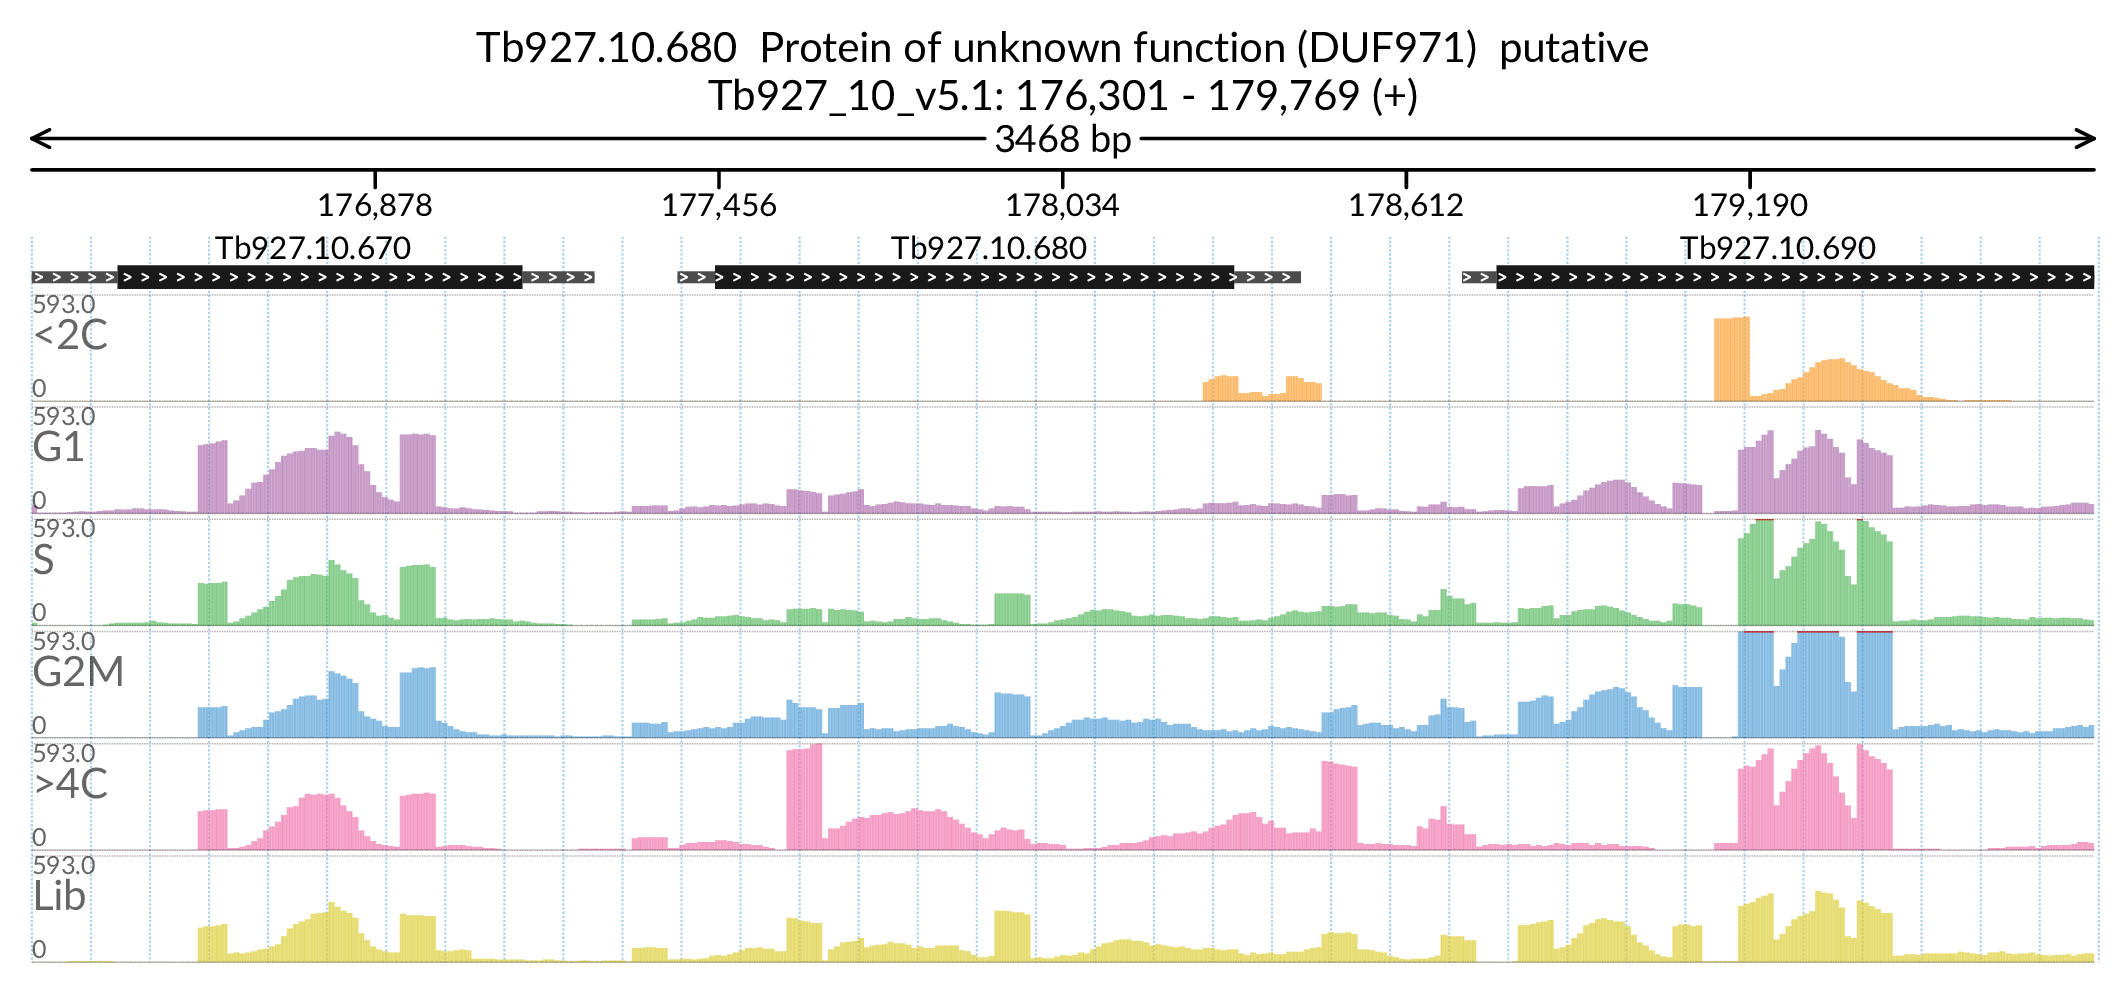 Tb927.10.680 Protein of unknown function (DUF971) putative
Tb927_10_v5.1: 176,301 - 179,769 (+)
3468 bp
176,878 177,456 178,034 178,612 179,190
Tb927.10.670 Tb927.10.680 Tb927.10.690
593.0
<2C
0
593.0
G1
0
593.0
S
0
593.0
G2M
0
593.0
>4C
0
593.0
Lib
0